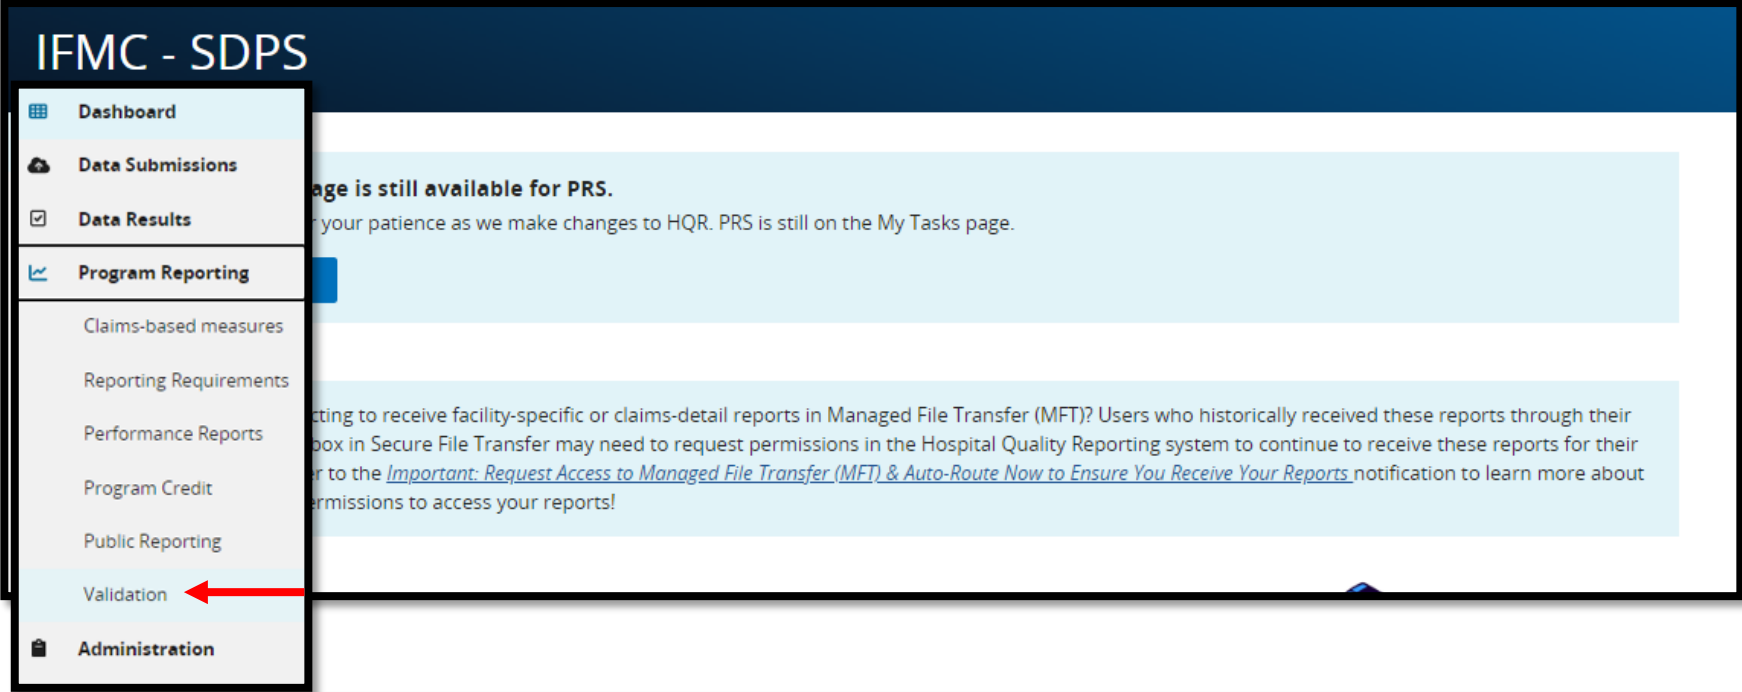 IFMC - SDPS
Dashboard
Data Submissions
Data Results
Program Reporting
Claims-based measures
Reporting Requirements
Performance Reports
Program Credit
Public Reporting
Validation
Administration
is still available for PRS.
your patience as we make changes to HQR. PRS is still on the My Tasks page.
to receive facility-specific or claims-detail reports in Managed File Transfer (MFT)? Users who historically received these reports through their
in Secure File Transfer may need to request permissions in the Hospital Quality Reporting system to continue to receive these reports for their
to the Important: Request Access to Managed File Transfer (MFT) & Auto-Route Now to Ensure You Receive Your Reports notification to learn more about
to access your reports!